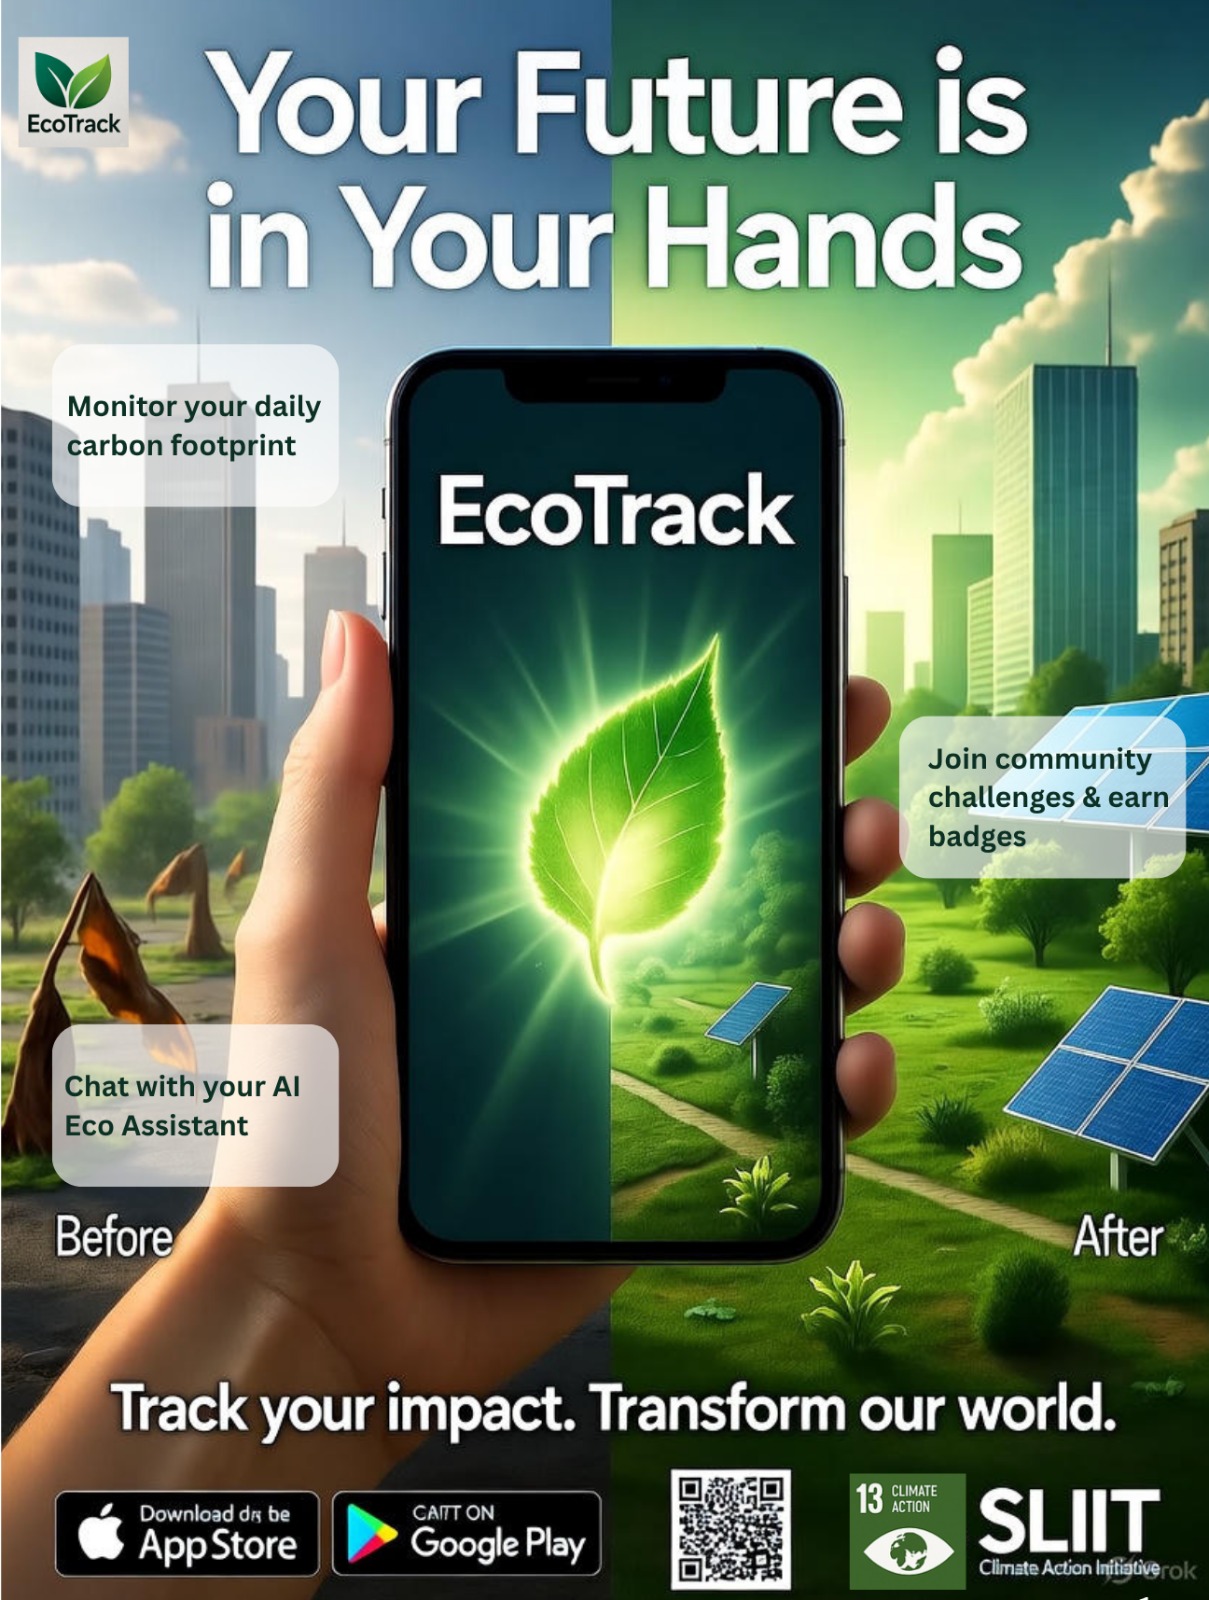 EcoTrack
Your Future is
in Your Hands
Monitor your daily
carbon footprint
EcoTrack
Join community
challenges & earn
badges
Chat with your AI
Eco Assistant
Before
After
Track your impact. Transform our world.
Download dıŋ be
App Store
CAITT ON
Google Play
13 CLIMATE
ACTION
SLIIT
Climate Action Initiative
Grok